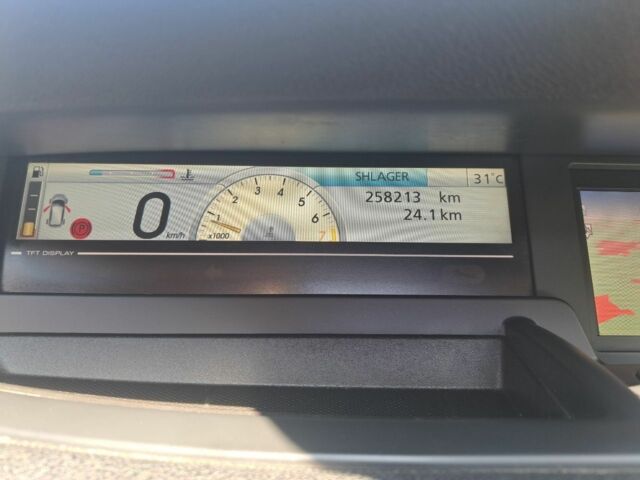 SHLAGER
31°C
258213 km
24.1 km
0
km/h
1
2
3
4
5
6
7
x1000
P
TFT DISPLAY